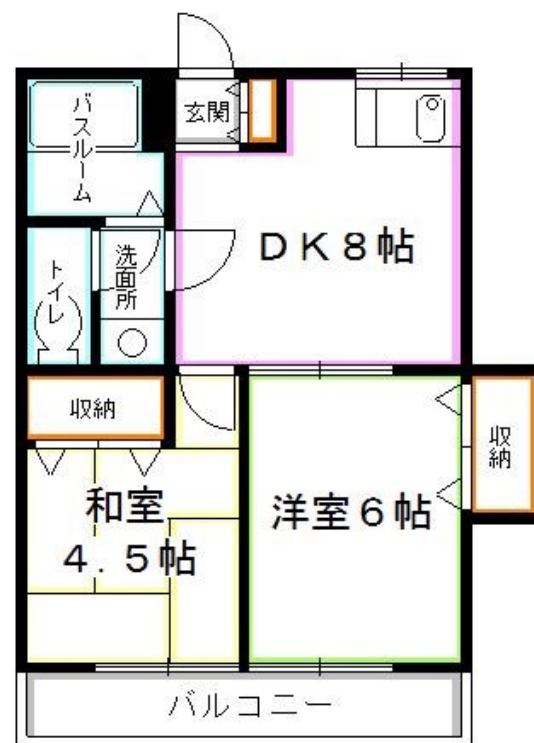 バスルーム
玄関
DK8帖
洗面所
トイレ
収納
収納
和室
4.5帖
洋室6帖
バルコニー